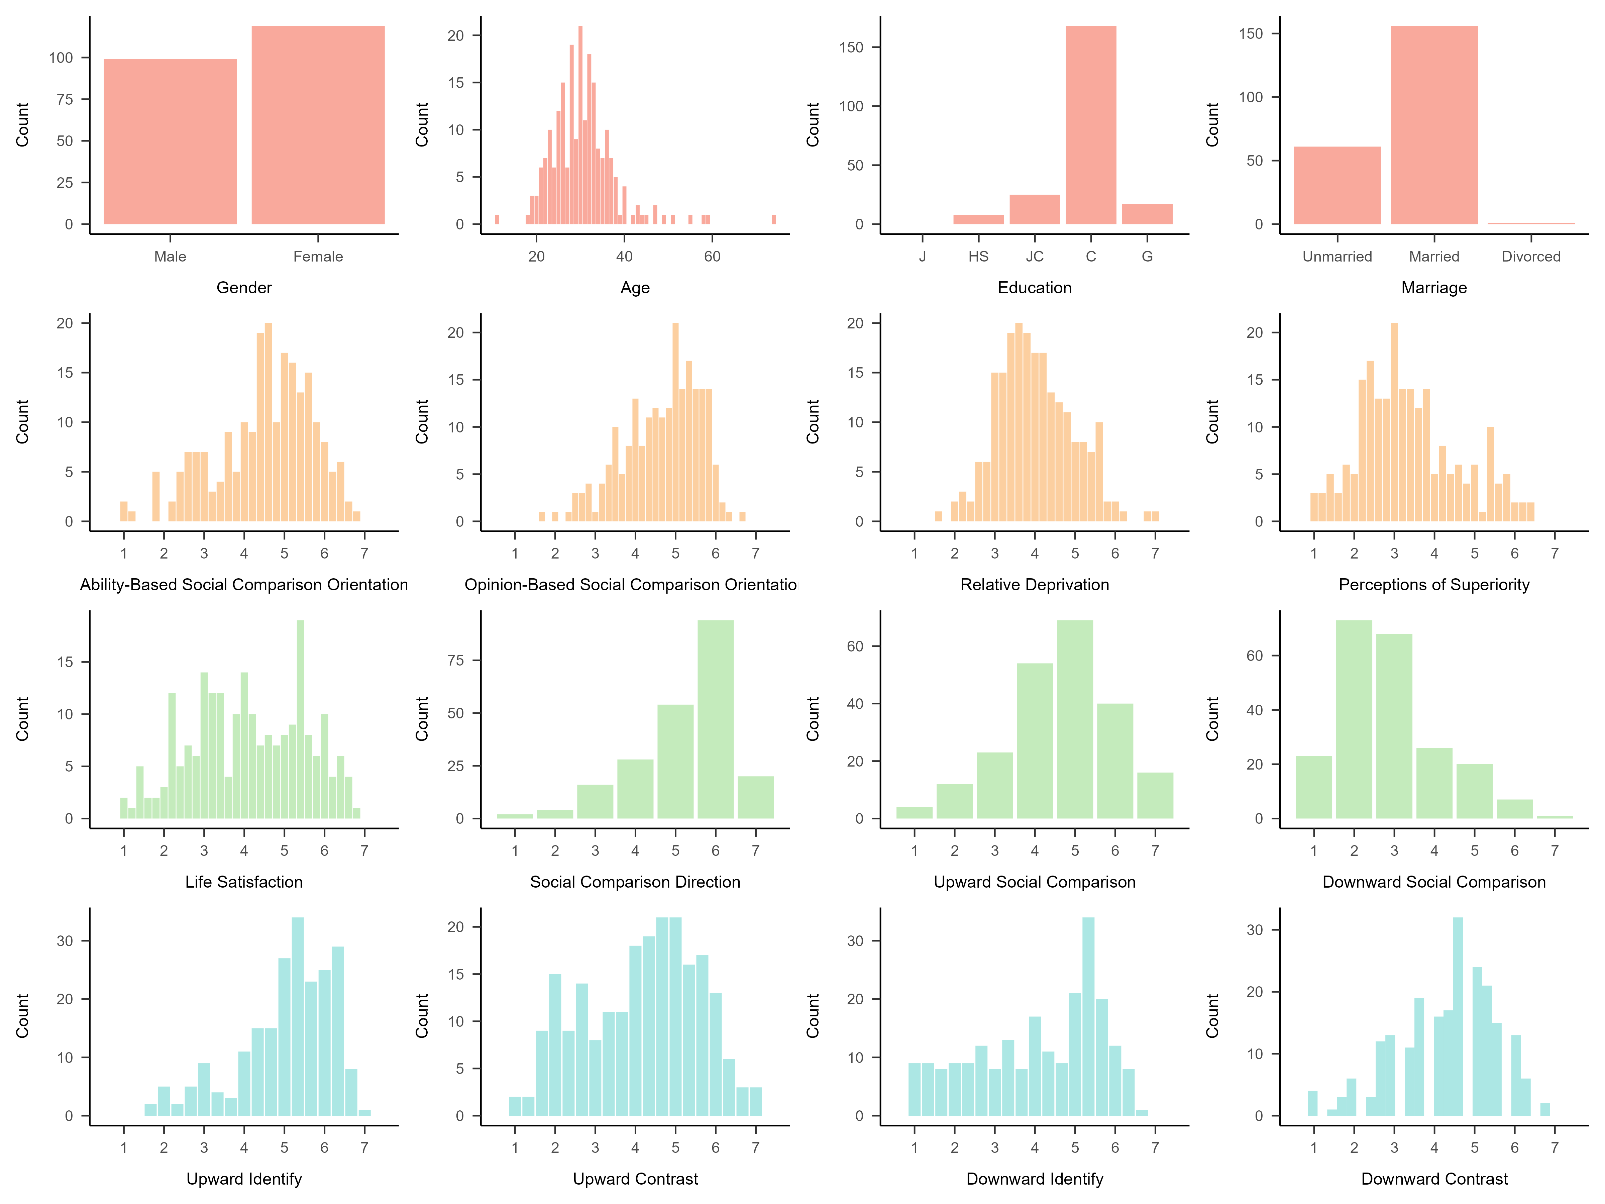 Count
100
75
50
25
0
Male Female
Gender
Count
20
15
10
5
0
20 40 60
Age
Count
150
100
50
0
J HS JC C G
Education
Count
150
100
50
0
Unmarried Married Divorced
Marriage
Count
20
15
10
5
0
1 2 3 4 5 6 7
Ability-Based Social Comparison Orientation
Count
20
15
10
5
0
1 2 3 4 5 6 7
Opinion-Based Social Comparison Orientatio
Count
20
15
10
5
0
1 2 3 4 5 6 7
Relative Deprivation
Count
20
15
10
5
0
1 2 3 4 5 6 7
Perceptions of Superiority
Count
15
10
5
0
1 2 3 4 5 6 7
Life Satisfaction
Count
75
50
25
0
1 2 3 4 5 6 7
Social Comparison Direction
Count
60
40
20
0
1 2 3 4 5 6 7
Upward Social Comparison
Count
60
40
20
0
1 2 3 4 5 6 7
Downward Social Comparison
Count
30
20
10
0
1 2 3 4 5 6 7
Upward Identify
Count
20
15
10
5
0
1 2 3 4 5 6 7
Upward Contrast
Count
30
20
10
0
1 2 3 4 5 6 7
Downward Identify
Count
30
20
10
0
1 2 3 4 5 6 7
Downward Contrast